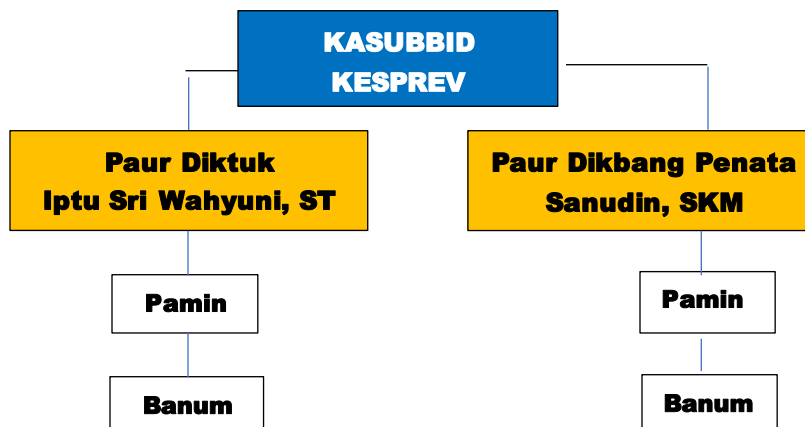 KASUBBID
KESPREV
Paur Diktuk
Iptu Sri Wahyuni, ST
Paur Dikbang Penata
Sanudin, SKM
Pamin
Pamin
Banum
Banum